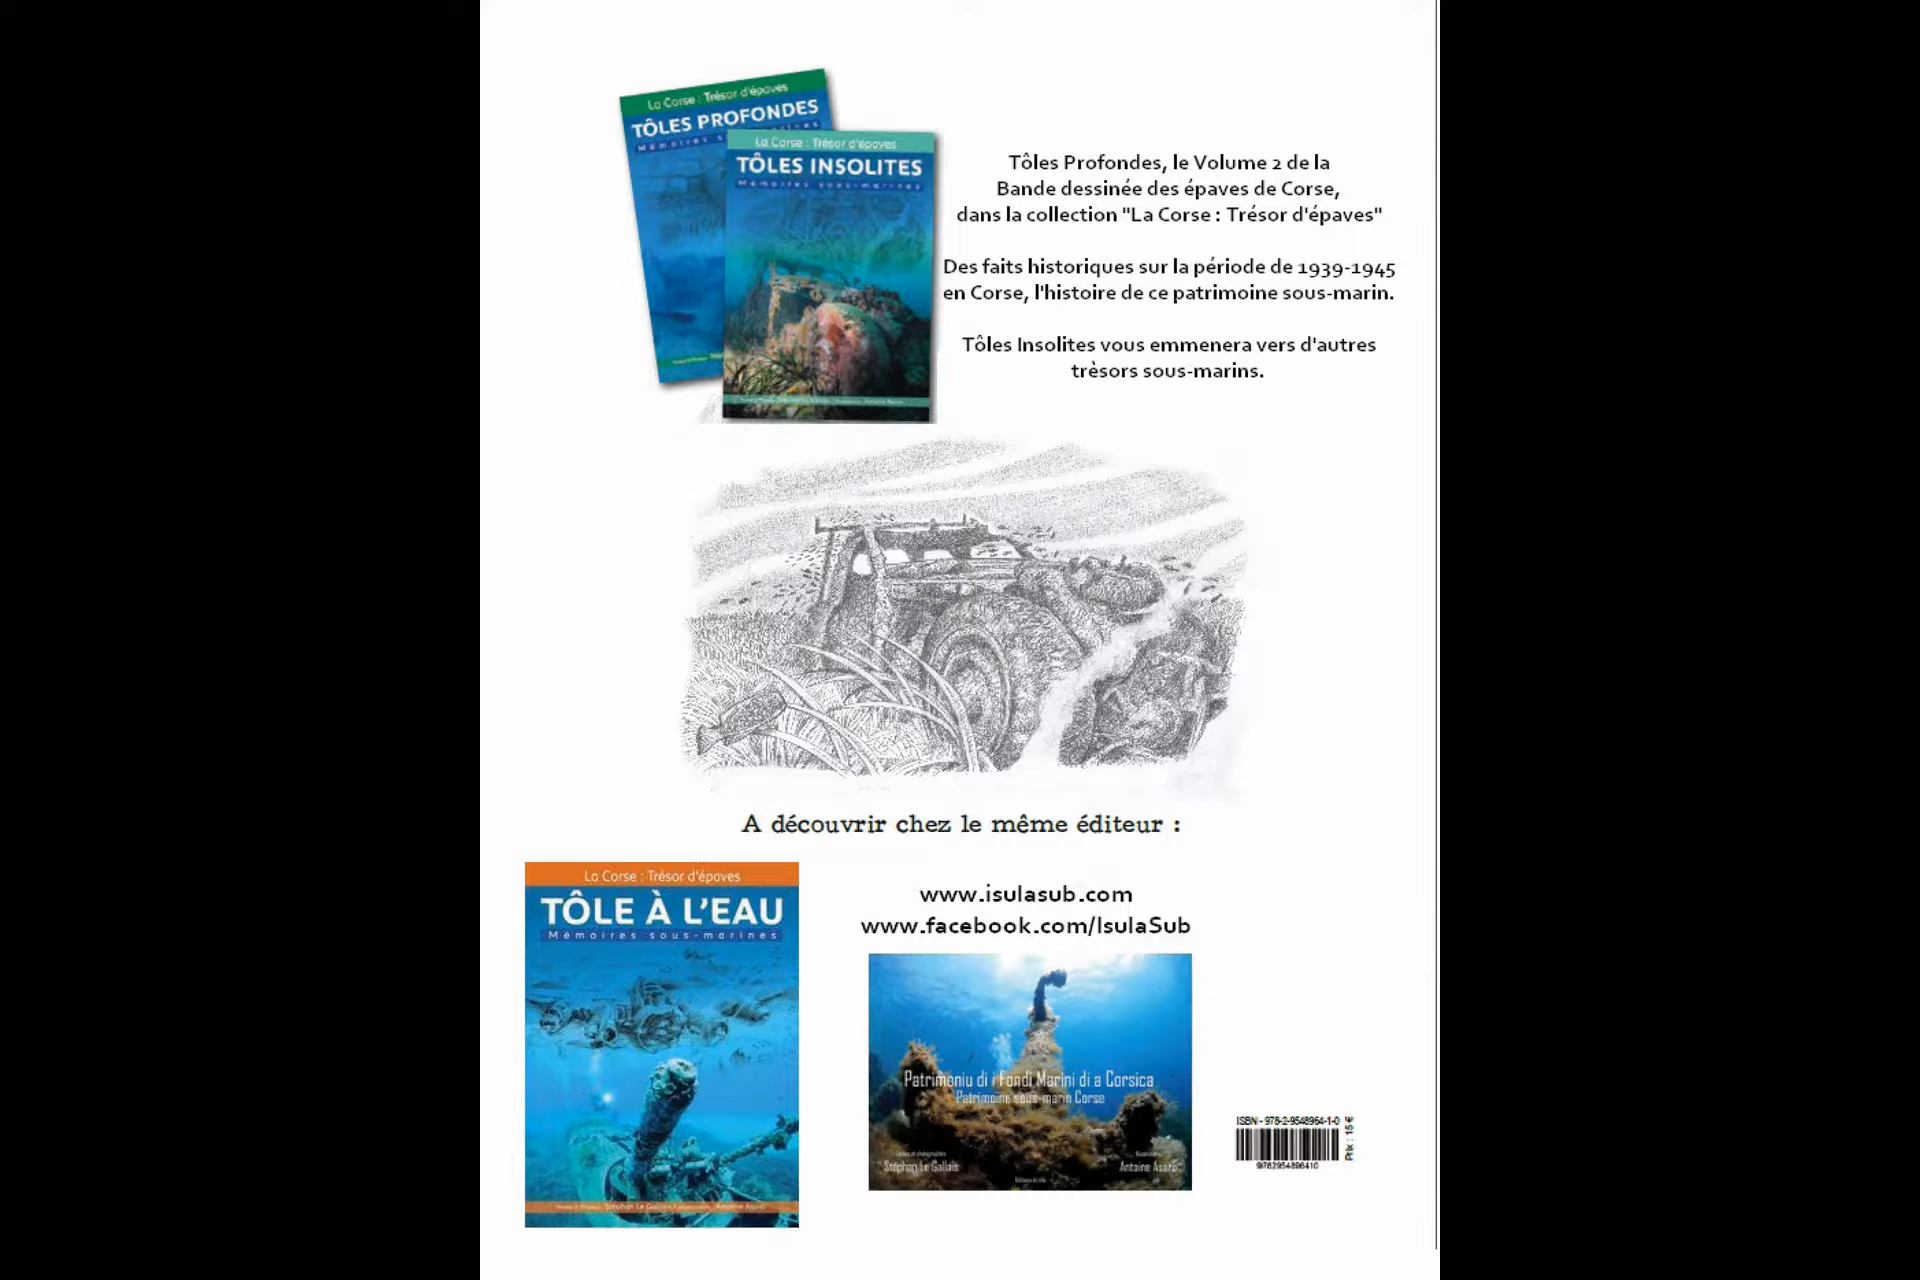 La Corse : Trésor d'épaves
TÔLES PROFONDES
La Corse : Trésor d'épaves
TÔLES INSOLITES
Mémoires sous-marines
Tôles Profondes, le Volume 2 de la
Bande dessinée des épaves de Corse,
dans la collection "La Corse : Trésor d'épaves"
Des faits historiques sur la période de 1939-1945
en Corse, l'histoire de ce patrimoine sous-marin.
Tôles Insolites vous emmenera vers d'autres
trèsors sous-marins.
A découvrir chez le même éditeur :
La Corse : Trésor d'épaves
TÔLE À L'EAU
Mémoires sous-marines
www.isulasub.com
www.facebook.com/IsulaSub
Patrimoniu di i Fondi Marini di a Corsica
Patrimoine sous-marin Corse
Stéphan Le Gallais
Antoine Asaro
ISBN - 978-2-9548964-1-0
Prix : 15 €
9782954896410